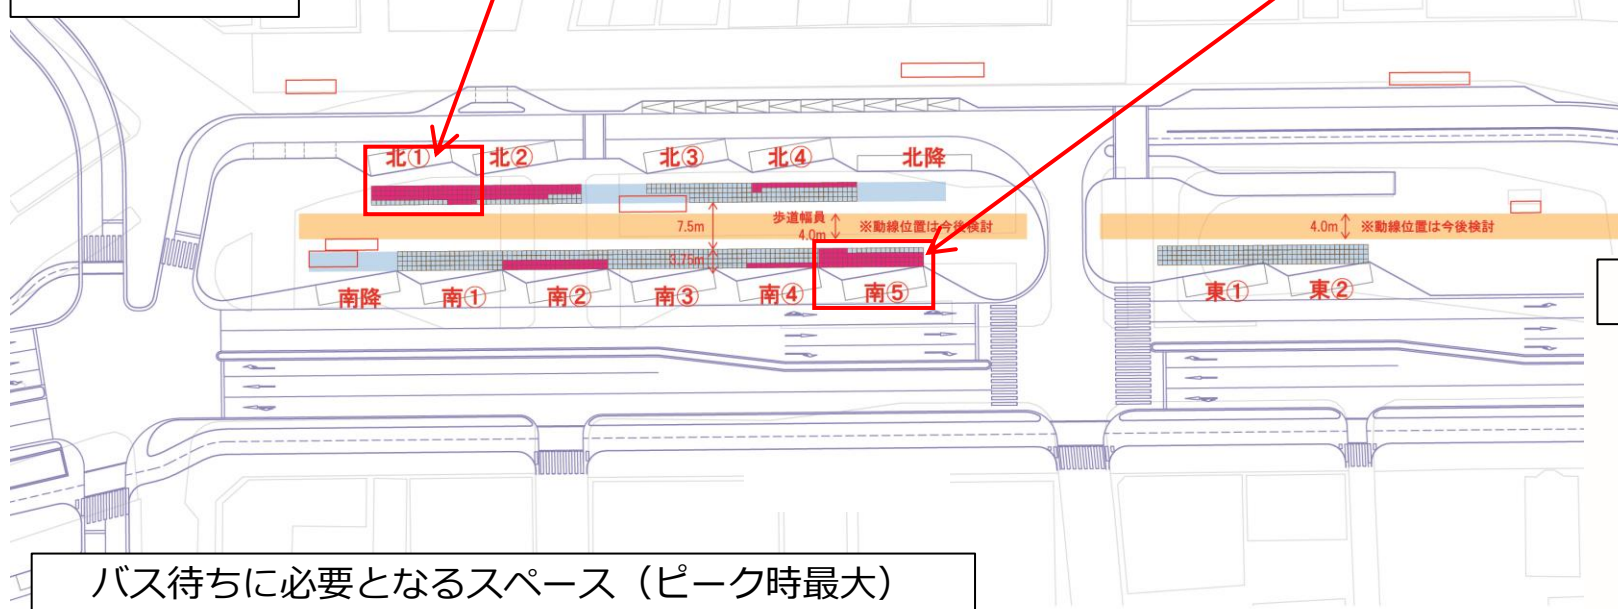 北① 北② 北③ 北④ 北降
7.5m 歩道幅員 4.0m ※動線位置は今後検討
4.0m ※動線位置は今後検討
3.75m
南降 南① 南② 南③ 南④ 南⑤ 東① 東②
バス待ちに必要となるスペース（ピーク時最大）